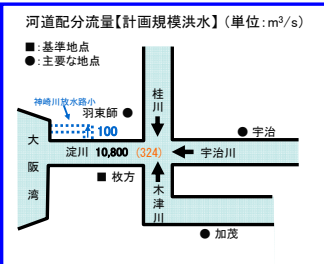 河道配分流量【計画規模洪水】(単位:m³/s)
■:基準地点
●:主要な地点
神崎川放水路小
羽束師 ●
100
桂川
● 宇治
大阪湾
淀川 10,800 (324)
宇治川
■ 枚方
木津川
● 加茂